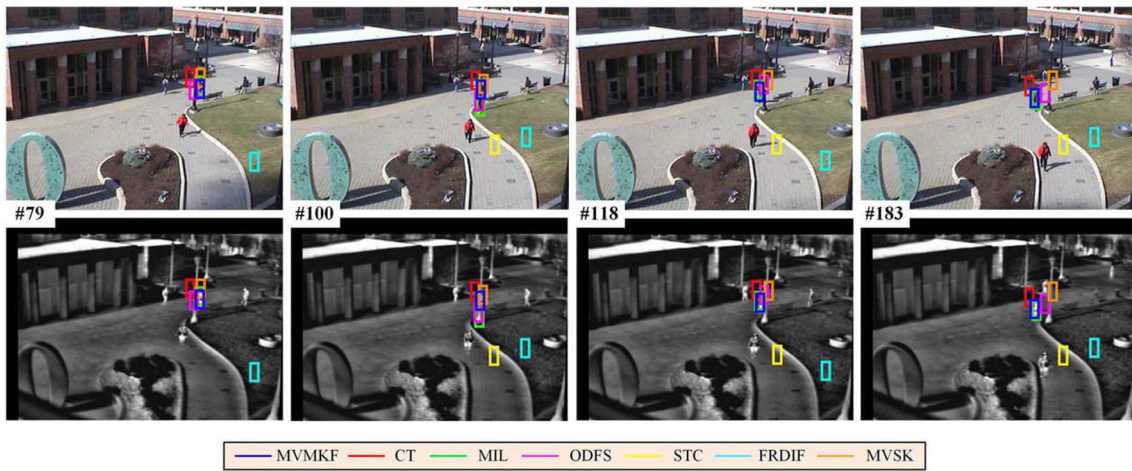 #79
#100
#118
#183
MVMKF CT MIL ODFS STC FRDIF MVSK